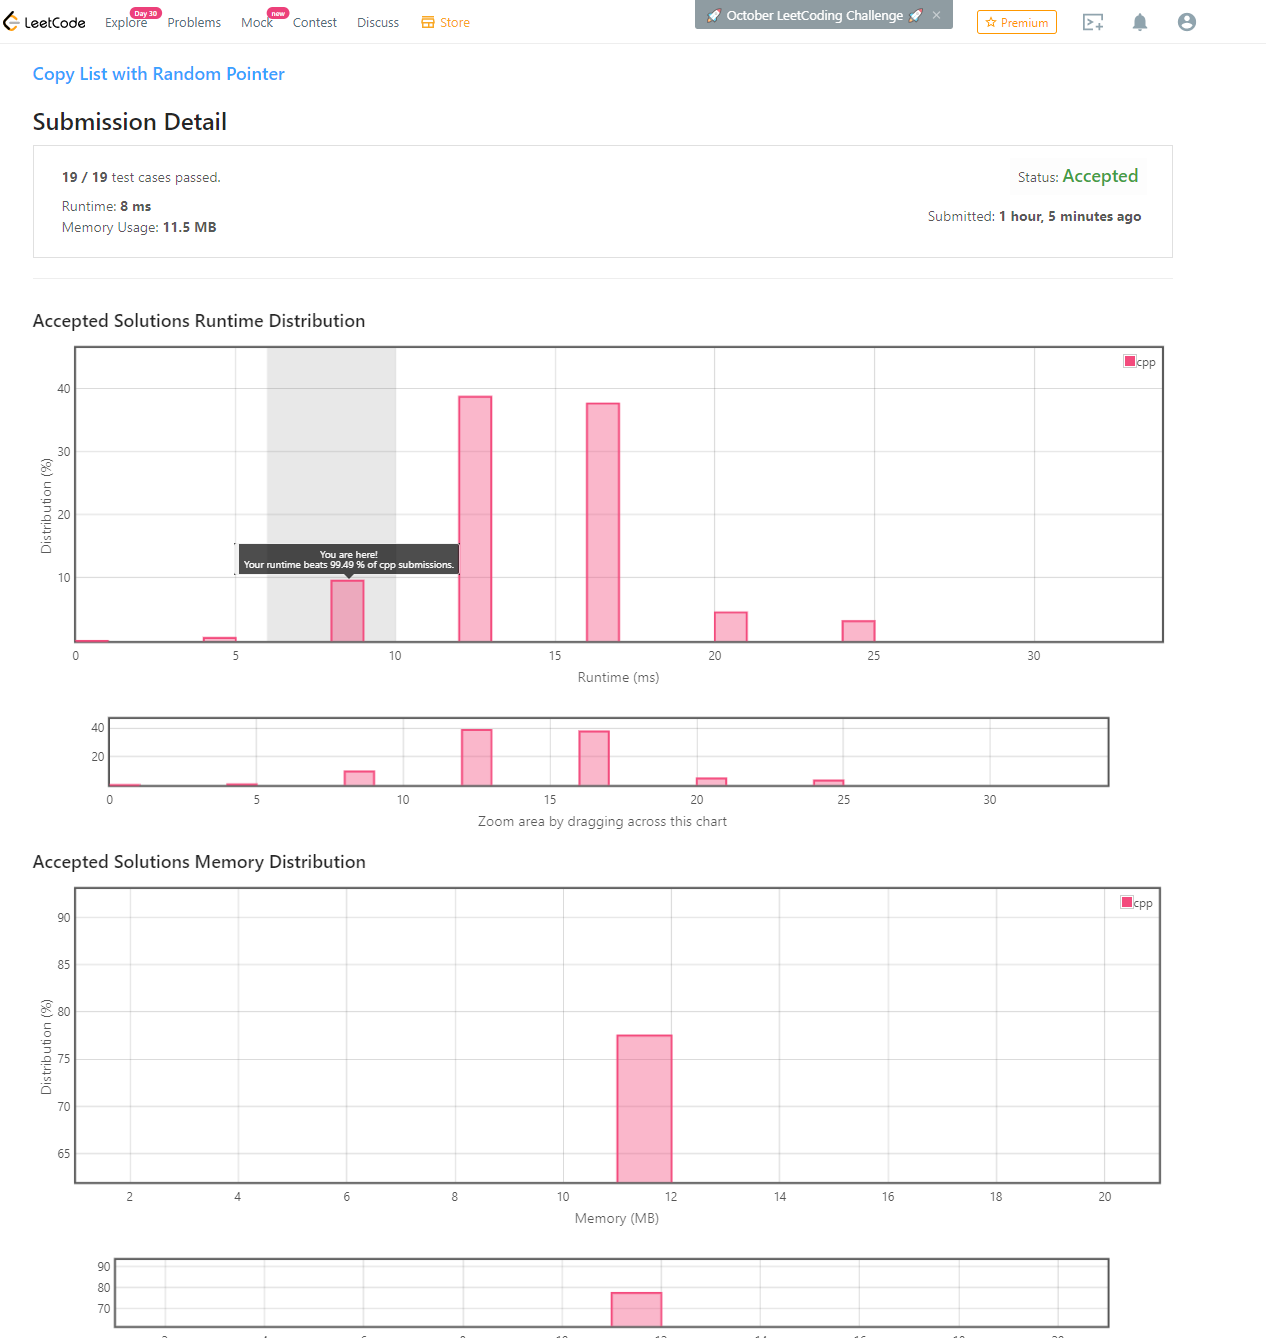 LeetCode Explore Day 30 Problems Mock new Contest Discuss Store October LeetCoding Challenge × Premium
Copy List with Random Pointer
Submission Detail
19 / 19 test cases passed. Status: Accepted
Runtime: 8 ms
Submitted: 1 hour, 5 minutes ago
Memory Usage: 11.5 MB
Accepted Solutions Runtime Distribution
cpp
40
30
20
10
Distribution (%)
You are here!
Your runtime beats 99.49 % of cpp submissions.
0 5 10 15 20 25 30
Runtime (ms)
40
20
0 5 10 15 20 25 30
Zoom area by dragging across this chart
Accepted Solutions Memory Distribution
cpp
90
85
80
75
70
65
Distribution (%)
2 4 6 8 10 12 14 16 18 20
Memory (MB)
90
80
70